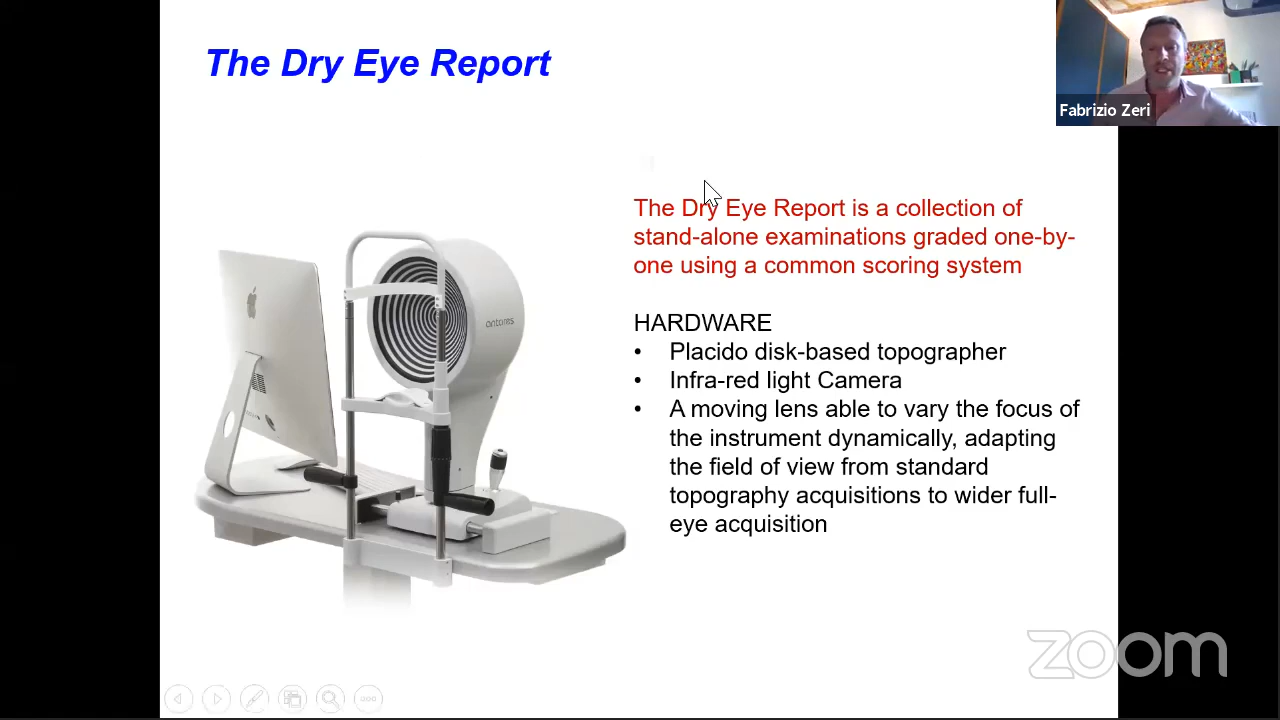 The Dry Eye Report
Fabrizio Zeri
The Dry Eye Report is a collection of
stand-alone examinations graded one-by-
one using a common scoring system
antares
HARDWARE
• Placido disk-based topographer
• Infra-red light Camera
• A moving lens able to vary the focus of
the instrument dynamically, adapting
the field of view from standard
topography acquisitions to wider full-
eye acquisition
zoom